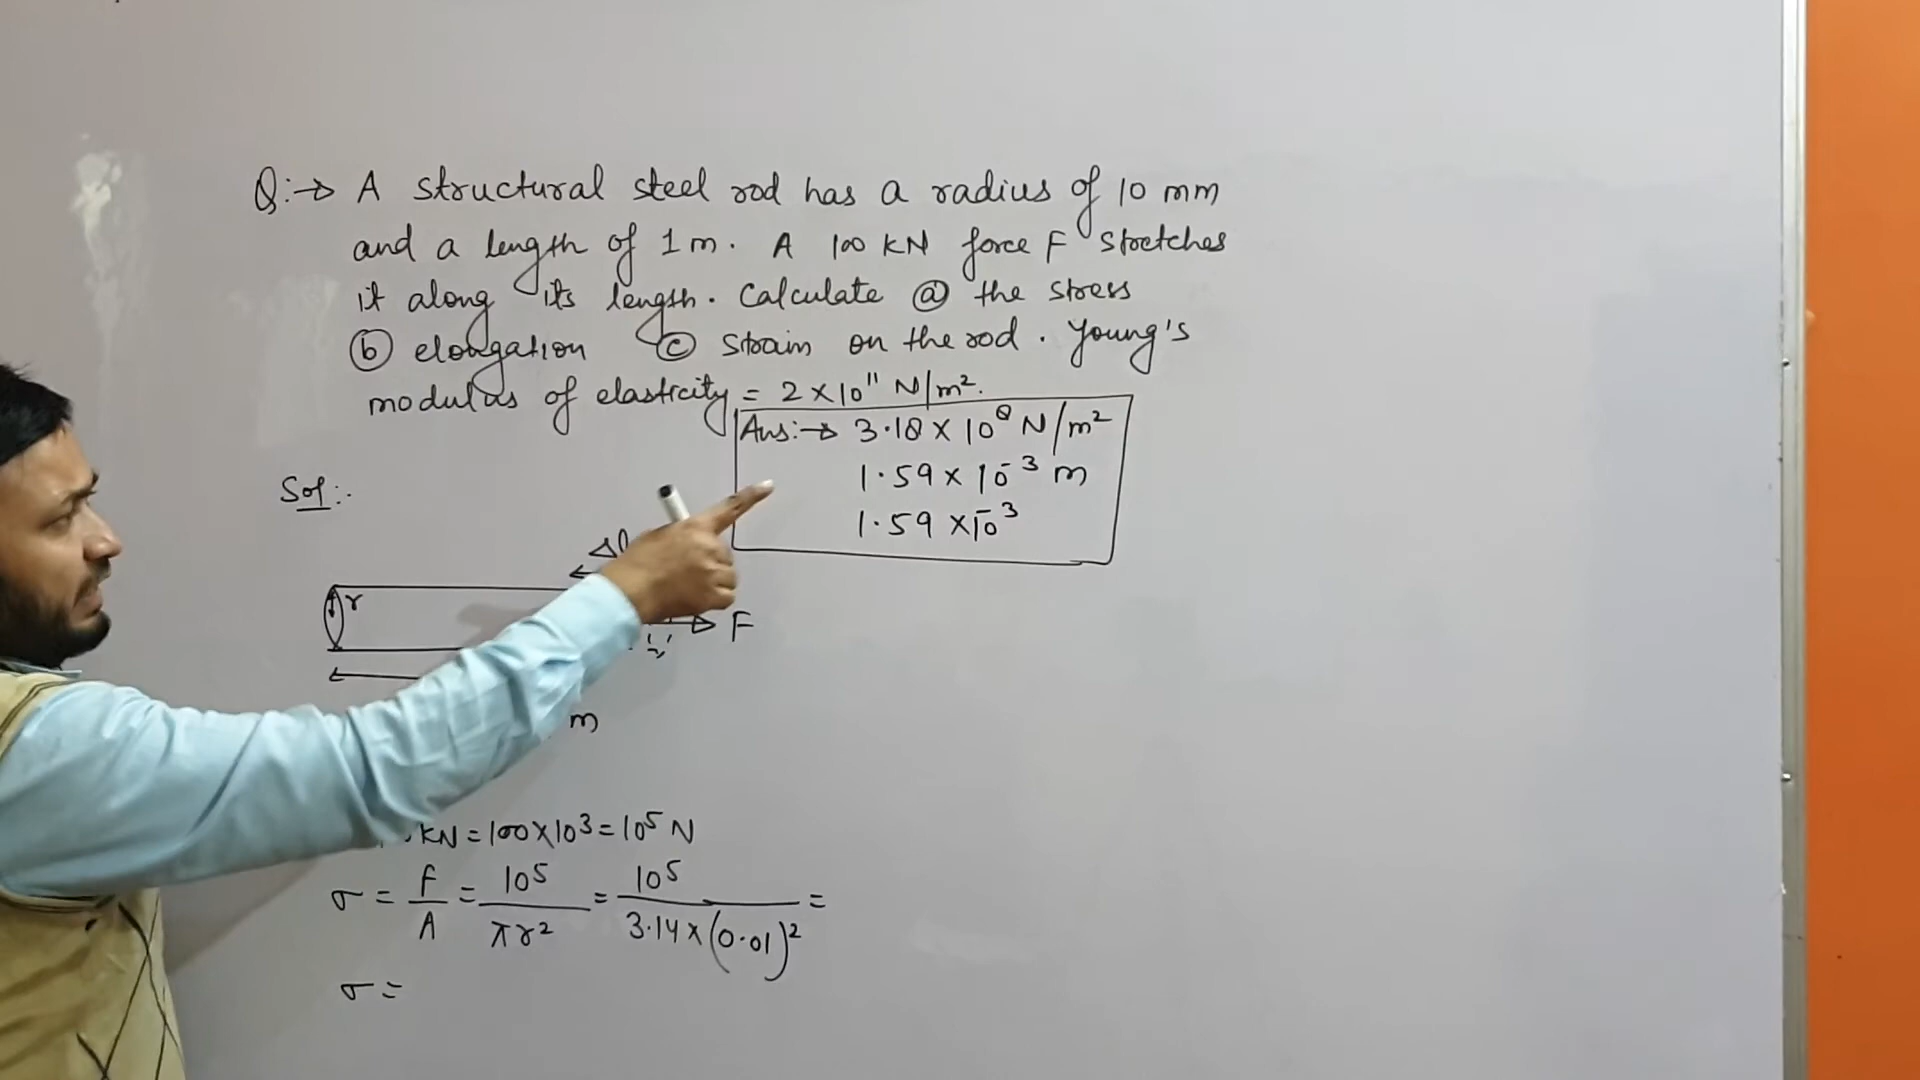 Q:→ A structural steel rod has a radius of 10 mm
and a length of 1 m. A 100 KN force F stretches
it along its length. Calculate ⓐ the stress
ⓑ elongation ⓒ strain on the rod. Young's
modulus of elasticity = 2 × 10¹¹ N/m².
Ans:→ 3.18 × 10⁸ N/m²
1.59 × 10⁻³ m
1.59 × 10⁻³
Sol:.
Δl
r
F
m
KN = 100 × 10³ = 10⁵ N
σ = F/A = 10⁵/πr² = 10⁵/3.14 × (0.01)² =
σ =